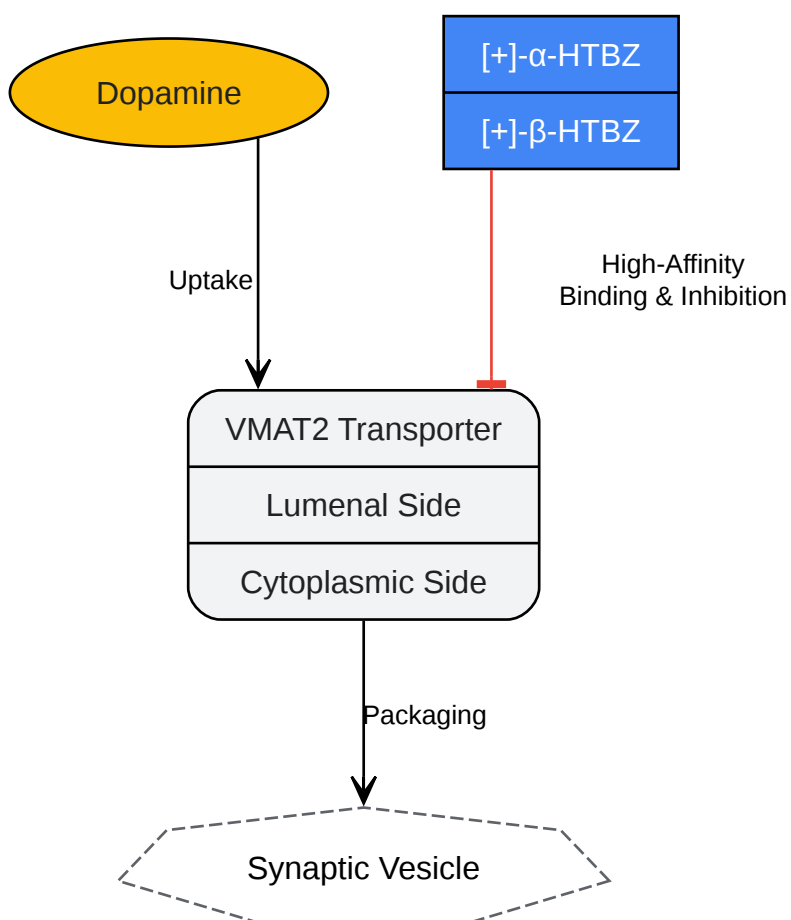 Dopamine
[+]-α-HTBZ
[+]-β-HTBZ
Uptake
High-Affinity
Binding & Inhibition
VMAT2 Transporter
Lumenal Side
Cytoplasmic Side
Packaging
Synaptic Vesicle